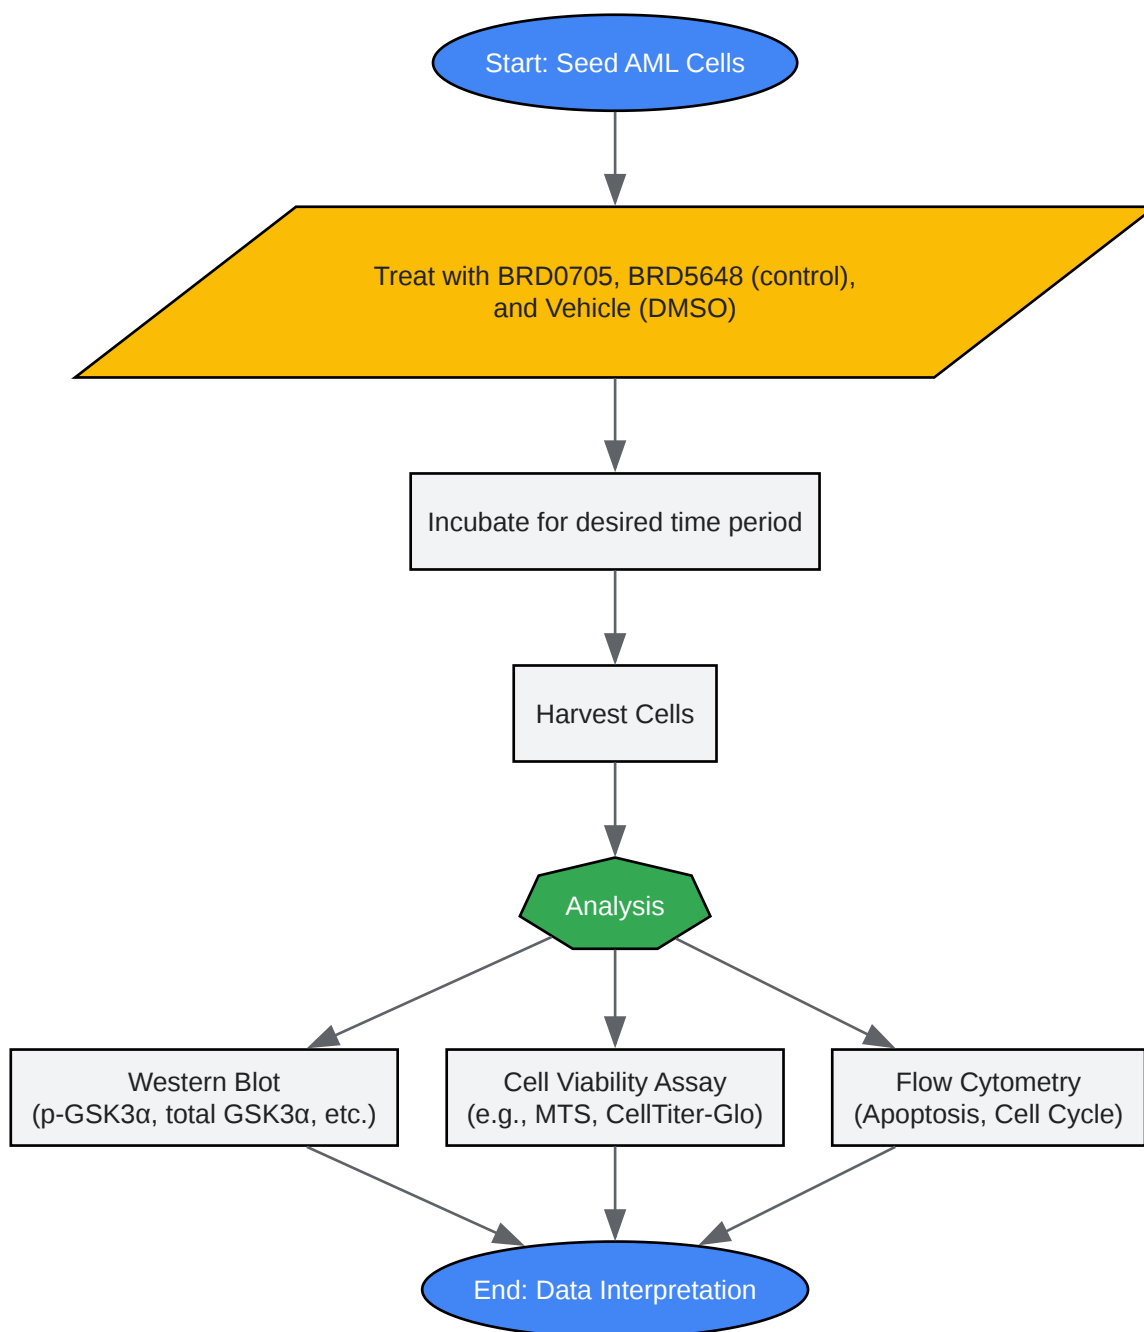 Start: Seed AML Cells
Treat with BRD0705, BRD5648 (control),
and Vehicle (DMSO)
Incubate for desired time period
Harvest Cells
Analysis
Western Blot
(p-GSK3α, total GSK3α, etc.)
Cell Viability Assay
(e.g., MTS, CellTiter-Glo)
Flow Cytometry
(Apoptosis, Cell Cycle)
End: Data Interpretation